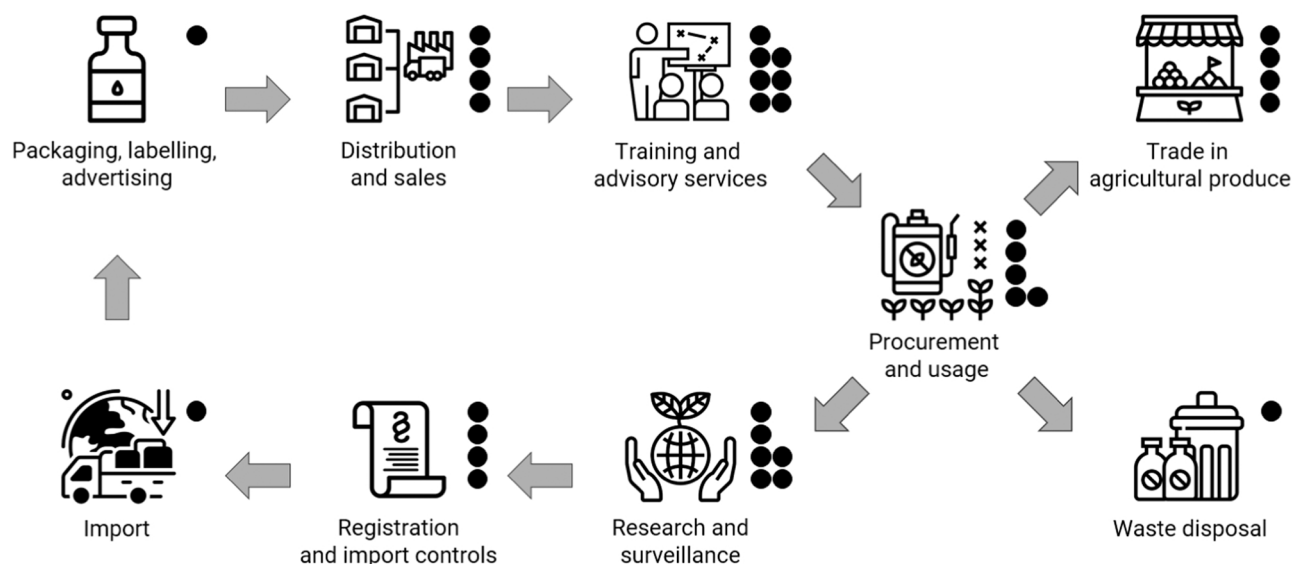 Packaging, labelling,
advertising
Distribution
and sales
Training and
advisory services
Trade in
agricultural produce
Procurement
and usage
Import
Registration
and import controls
Research and
surveillance
Waste disposal